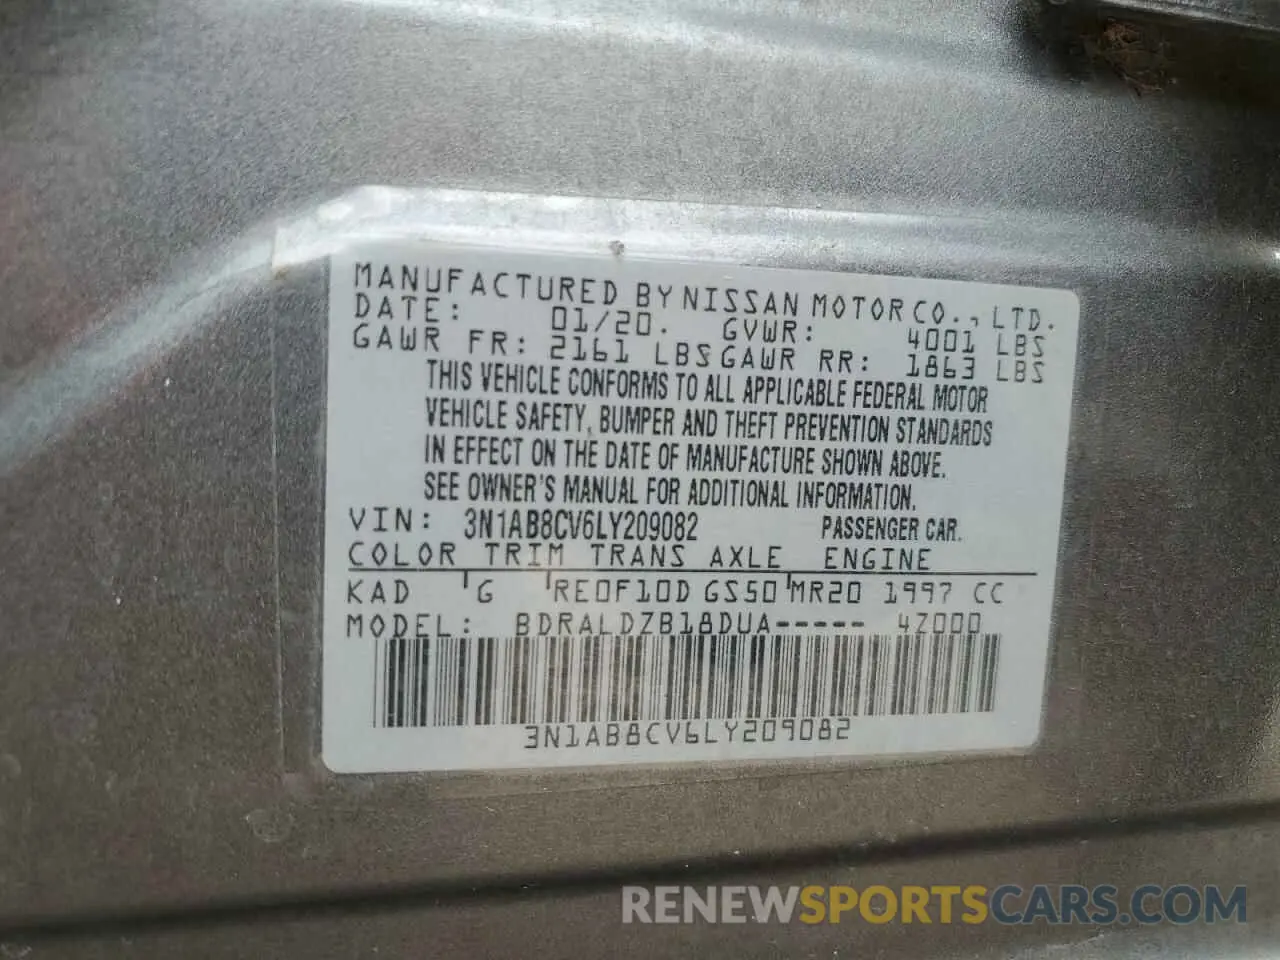 MANUFACTURED BY NISSAN MOTOR CO., LTD.
DATE: 01/20. GVWR: 4001 LBS
GAWR FR: 2161 LBS GAWR RR: 1863 LBS
THIS VEHICLE CONFORMS TO ALL APPLICABLE FEDERAL MOTOR
VEHICLE SAFETY, BUMPER AND THEFT PREVENTION STANDARDS
IN EFFECT ON THE DATE OF MANUFACTURE SHOWN ABOVE.
SEE OWNER'S MANUAL FOR ADDITIONAL INFORMATION.
VIN: 3N1AB8CV6LY209082 PASSENGER CAR.
COLOR TRIM TRANS AXLE ENGINE
KAD G RE0F10D GS50 MR20 1997 CC
MODEL: BDRALDZB18DUA----- 4Z000
3N1AB8CV6LY209082
RENEWSPORTSCARS.COM